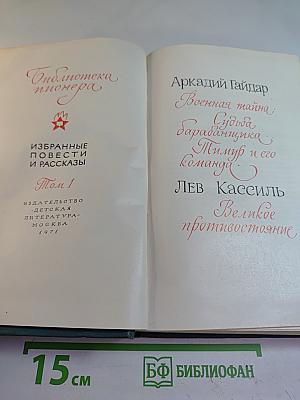 Библиотека
пионера
ИЗБРАННЫЕ
ПОВЕСТИ
И РАССКАЗЫ
Том I
ИЗДАТЕЛЬСТВО
«ДЕТСКАЯ
ЛИТЕРАТУРА»
МОСКВА
1971
Аркадий Гайдар
Военная тайна
Судьба
барабанщика
Тимур и его
команда
Лев Кассиль
Великое
противостояние
15 см
БФ БИБЛИОФАН